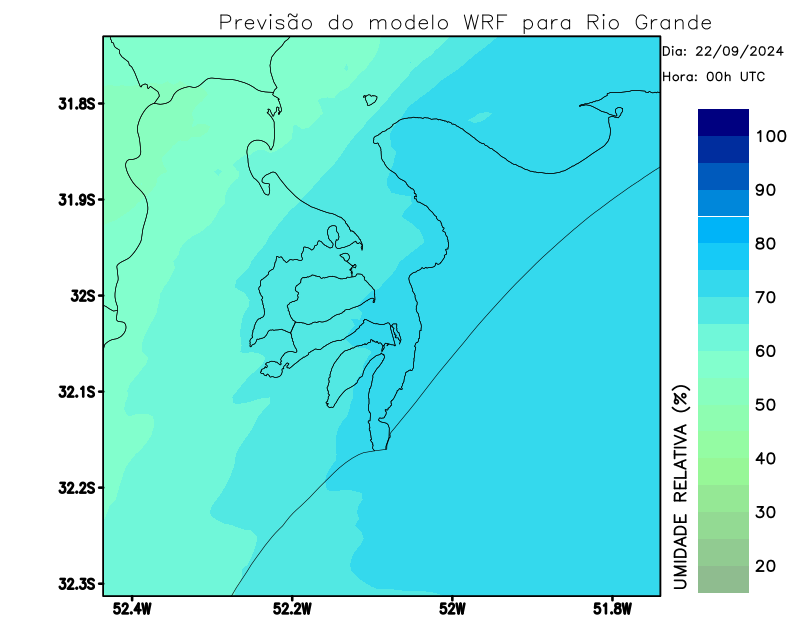 Previsão do modelo WRF para Rio Grande
Dia: 22/09/2024
Hora: 00h UTC
31.8S
31.9S
32S
32.1S
32.2S
32.3S
52.4W
52.2W
52W
51.8W
100
90
80
70
60
50
40
30
20
UMIDADE RELATIVA (%)